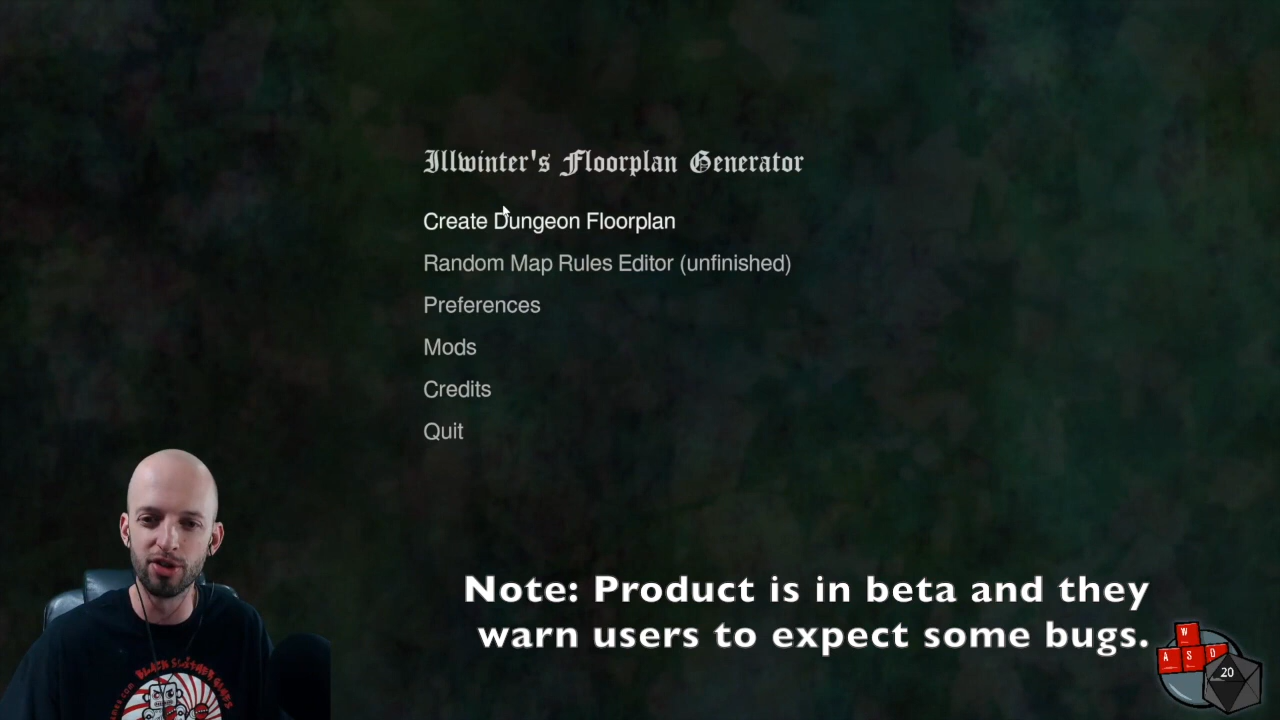 Illwinter's Floorplan Generator
Create Dungeon Floorplan
Random Map Rules Editor (unfinished)
Preferences
Mods
Credits
Quit
Note: Product is in beta and they
warn users to expect some bugs.
W
A S D
20